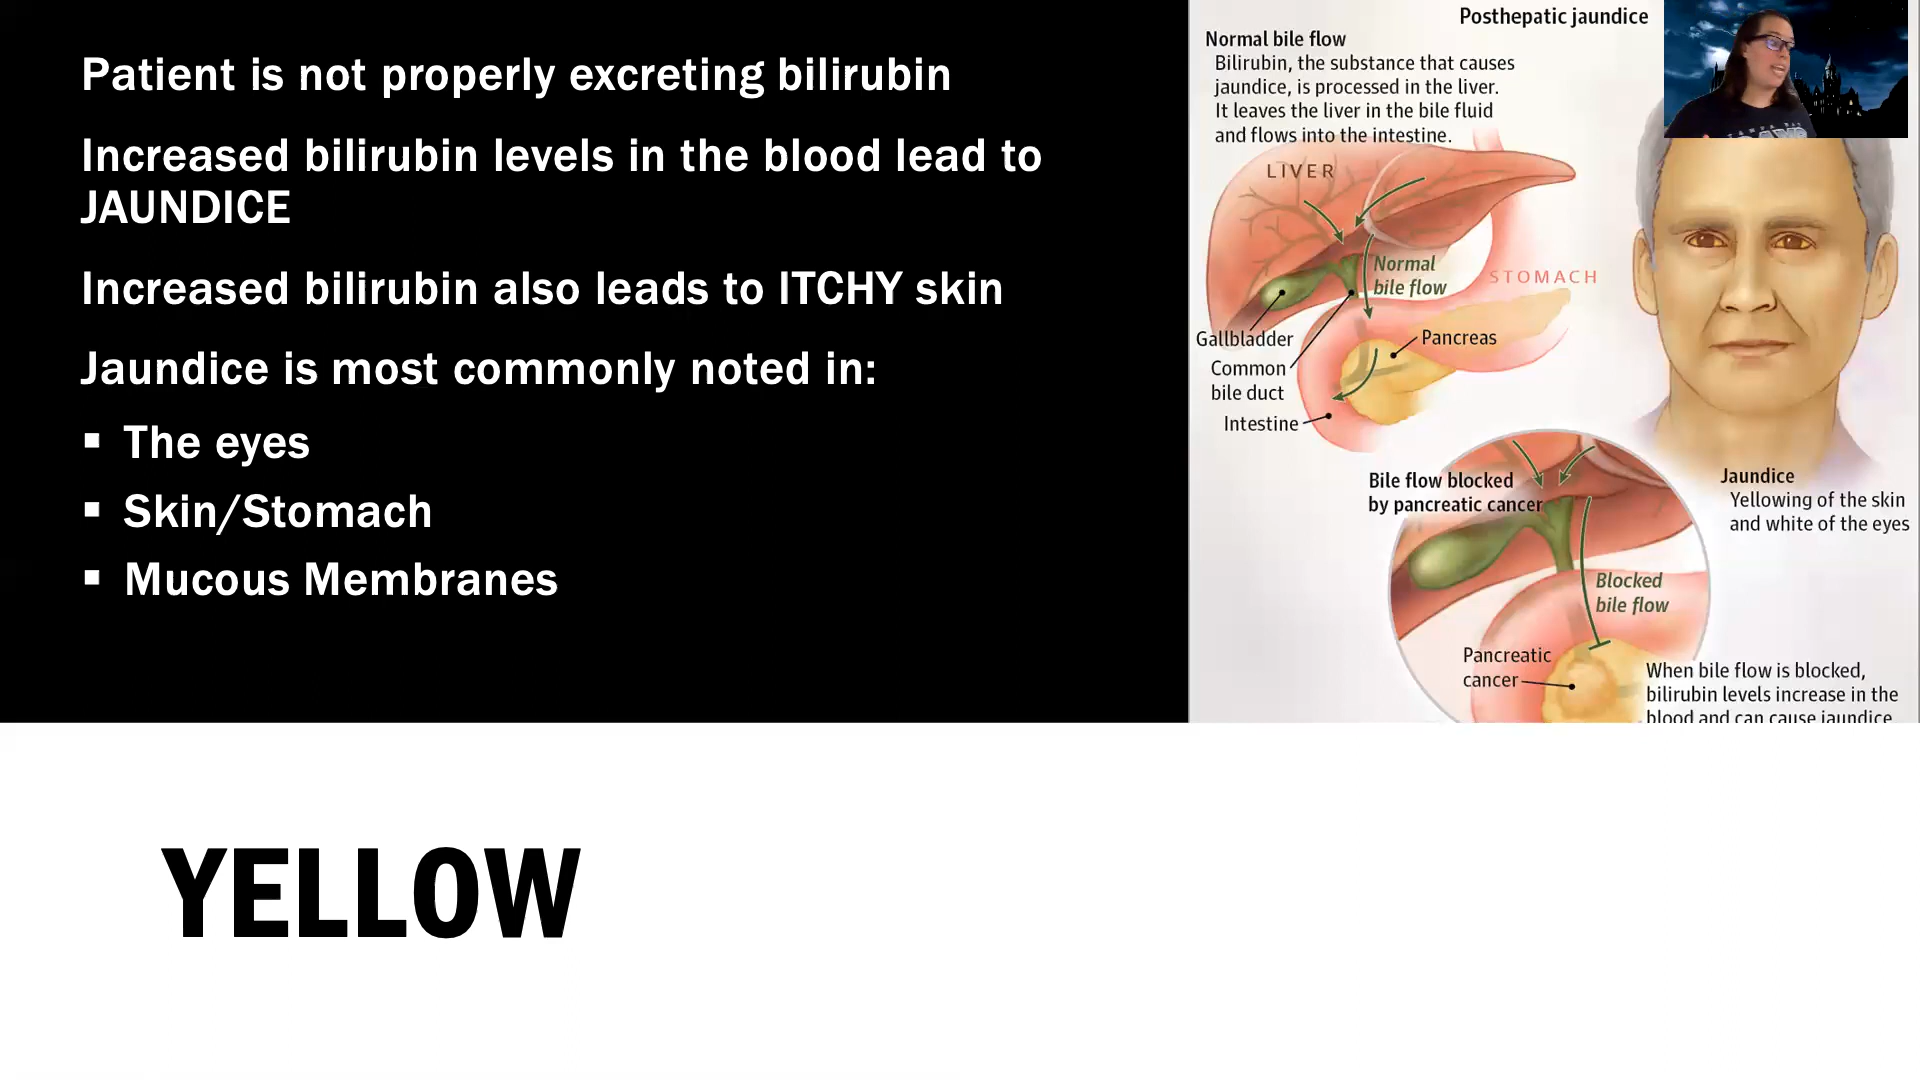 Patient is not properly excreting bilirubin
Increased bilirubin levels in the blood lead to
JAUNDICE
Increased bilirubin also leads to ITCHY skin
Jaundice is most commonly noted in:
▪ The eyes
▪ Skin/Stomach
▪ Mucous Membranes
YELLOW
Posthepatic jaundice
Normal bile flow
Bilirubin, the substance that causes
jaundice, is processed in the liver.
It leaves the liver in the bile fluid
and flows into the intestine.
LIVER
Normal
bile flow
STOMACH
Gallbladder
Pancreas
Common
bile duct
Intestine
Bile flow blocked
by pancreatic cancer
Jaundice
Yellowing of the skin
and white of the eyes
Blocked
bile flow
Pancreatic
cancer
When bile flow is blocked,
bilirubin levels increase in the
blood and can cause jaundice